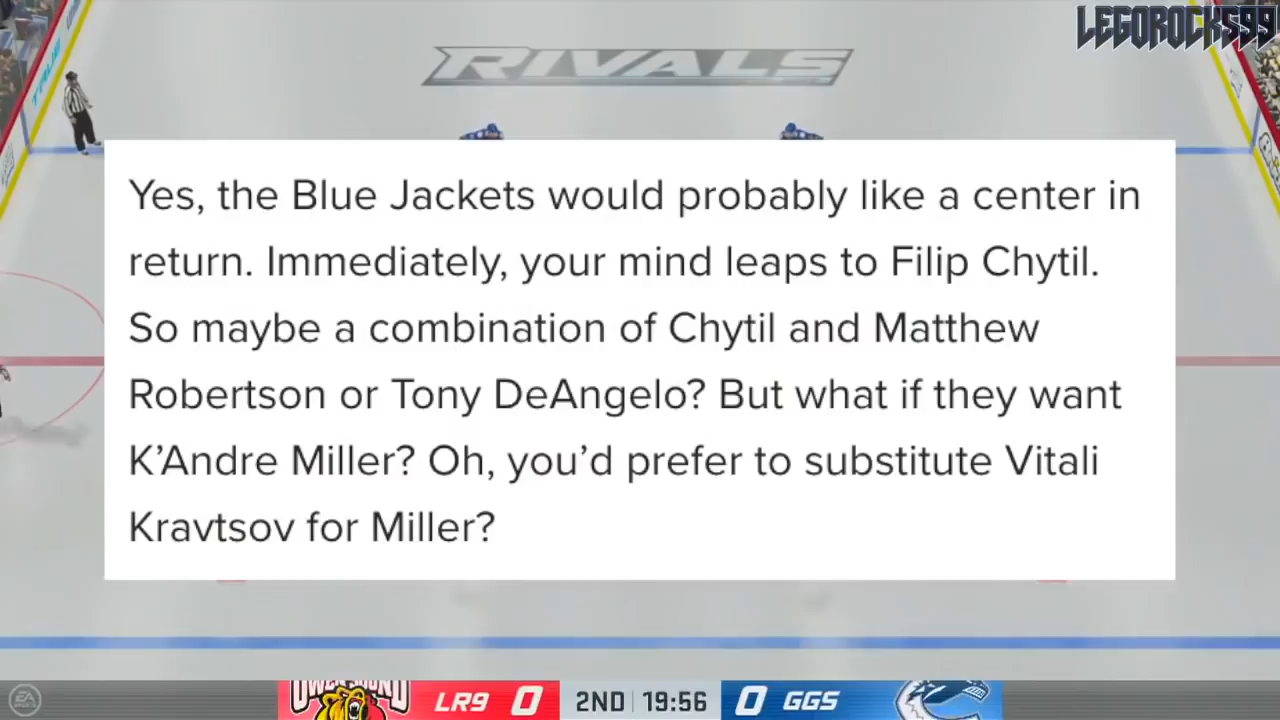 LEGOROCKS99
RIVALS
Yes, the Blue Jackets would probably like a center in
return. Immediately, your mind leaps to Filip Chytil.
So maybe a combination of Chytil and Matthew
Robertson or Tony DeAngelo? But what if they want
K’Andre Miller? Oh, you’d prefer to substitute Vitali
Kravtsov for Miller?
EA
LR9 0 2ND 19:56 0 GGS